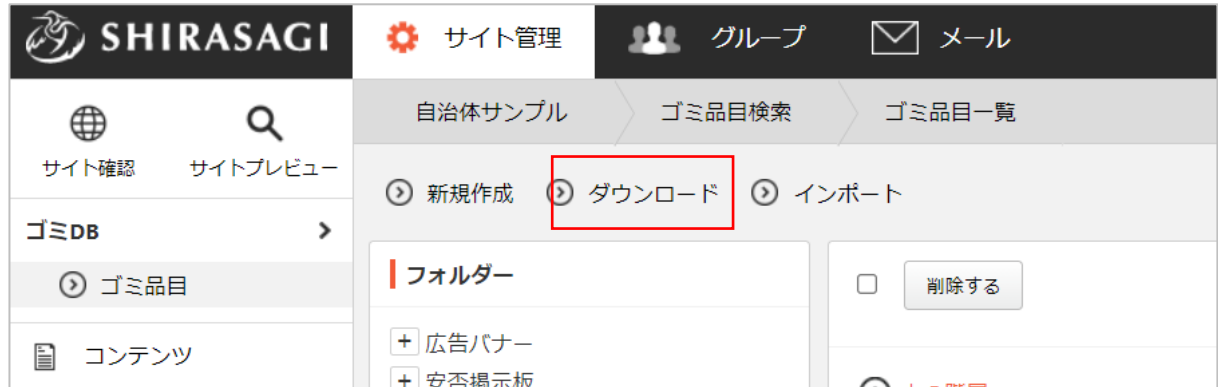 SHIRASAGI
サイト管理
グループ
メール
サイト確認
サイトプレビュー
自治体サンプル
ゴミ品目検索
ゴミ品目一覧
新規作成
ダウンロード
インポート
ゴミDB
ゴミ品目
コンテンツ
フォルダー
広告バナー
安否掲示板
削除する